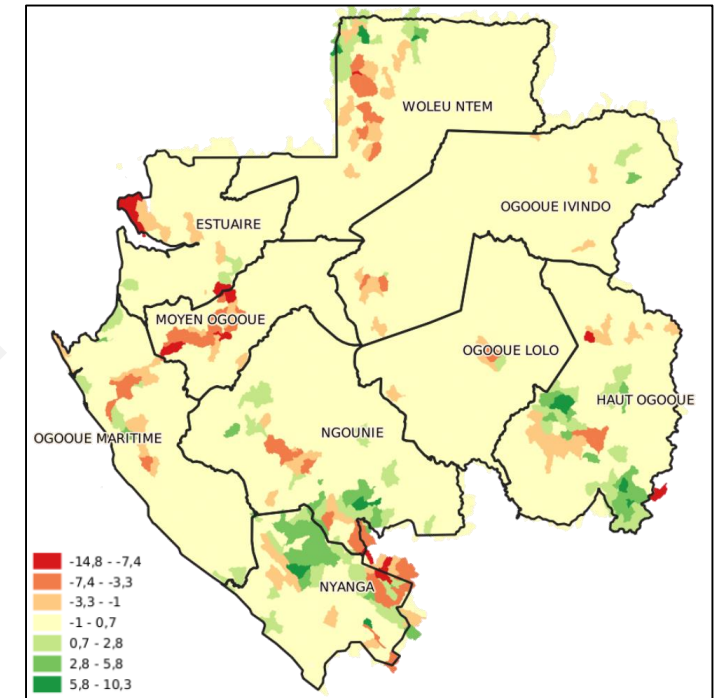 WOLEU NTEM
OGOOUE IVINDO
ESTUAIRE
MOYEN OGOOUE
OGOOUE LOLO
HAUT OGOOUE
OGOOUE MARITIME
NGOUNIE
NYANGA
-14,8 - -7,4
-7,4 - -3,3
-3,3 - -1
-1 - 0,7
0,7 - 2,8
2,8 - 5,8
5,8 - 10,3